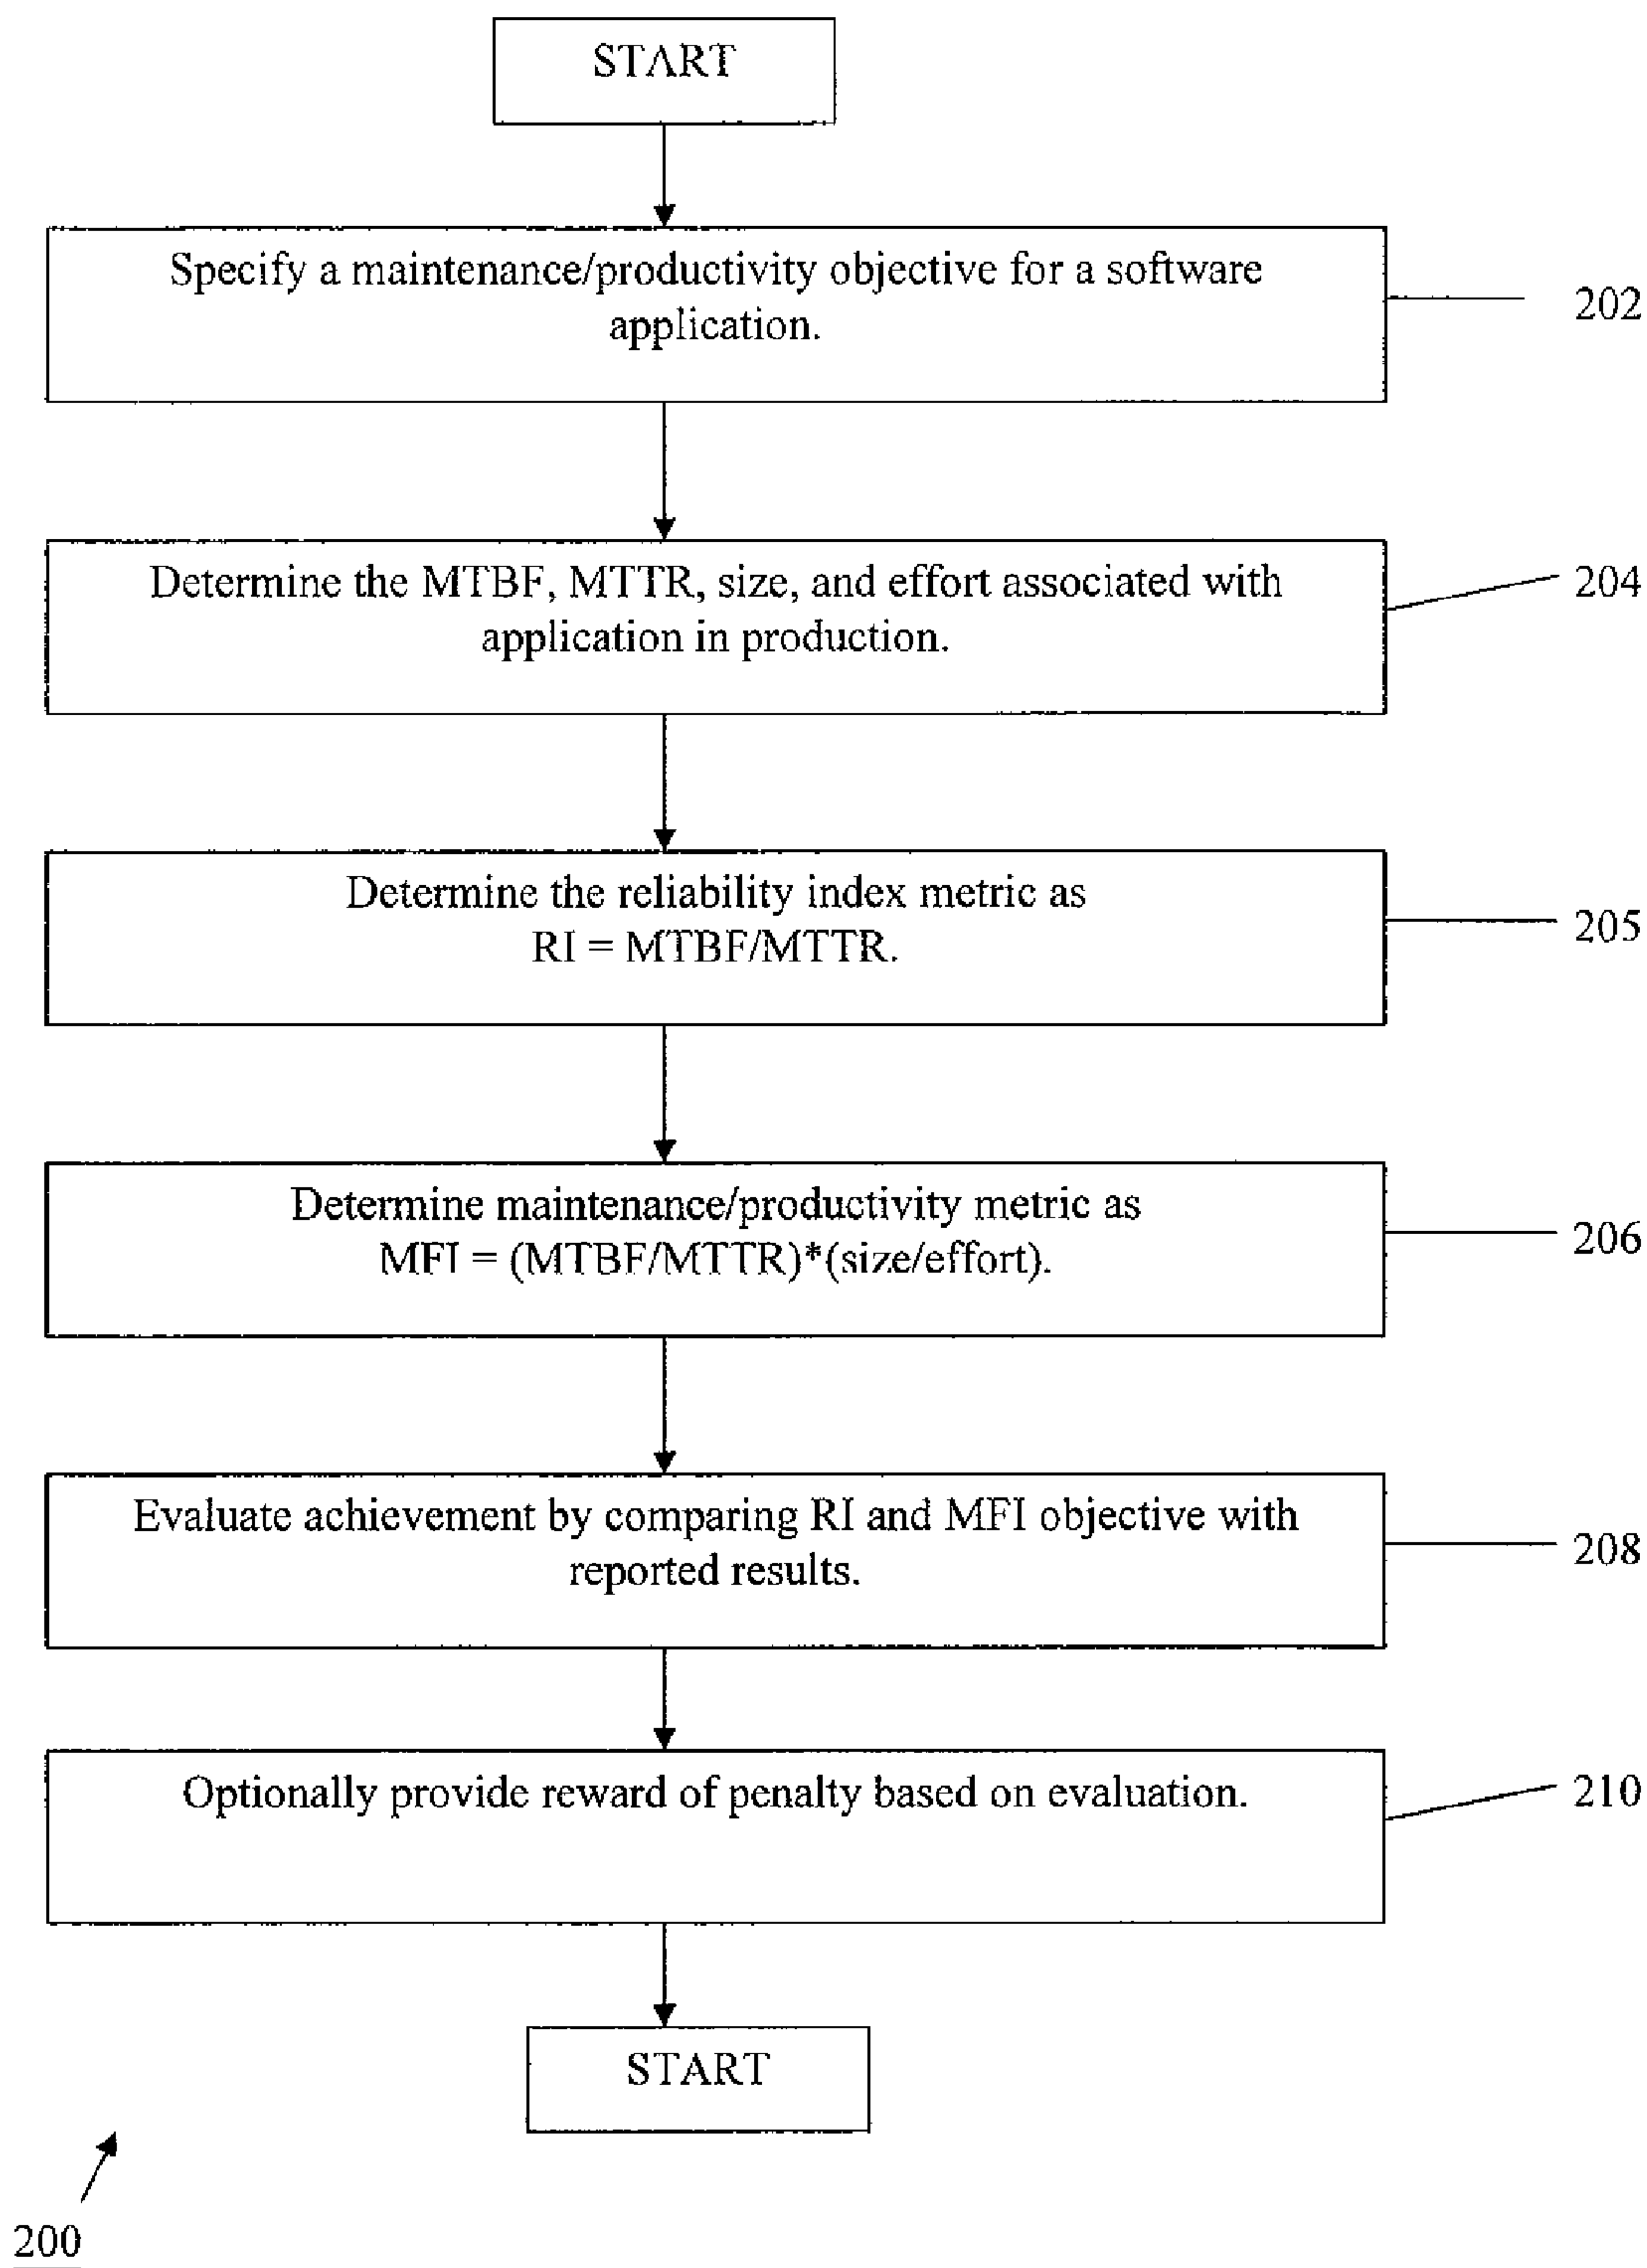 START
Specify a maintenance/productivity objective for a software
application.
202
Determine the MTBF, MTTR, size, and effort associated with
application in production.
204
Determine the reliability index metric as
RI = MTBF/MTTR.
205
Determine maintenance/productivity metric as
MFI = (MTBF/MTTR)*(size/effort).
206
Evaluate achievement by comparing RI and MFI objective with
reported results.
208
Optionally provide reward of penalty based on evaluation.
210
START
200